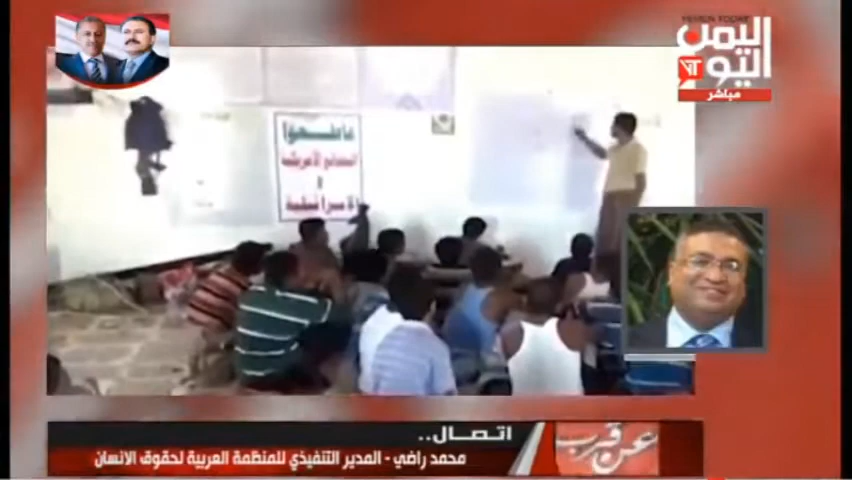 YEMEN TODAY
اليمن
اليوم
مباشر
قاطعوا
البضائع الأمريكية
و
الإسرائيلية
اتصال..
محمد راضي - المدير التنفيذي للمنظمة العربية لحقوق الانسان
عن قرب